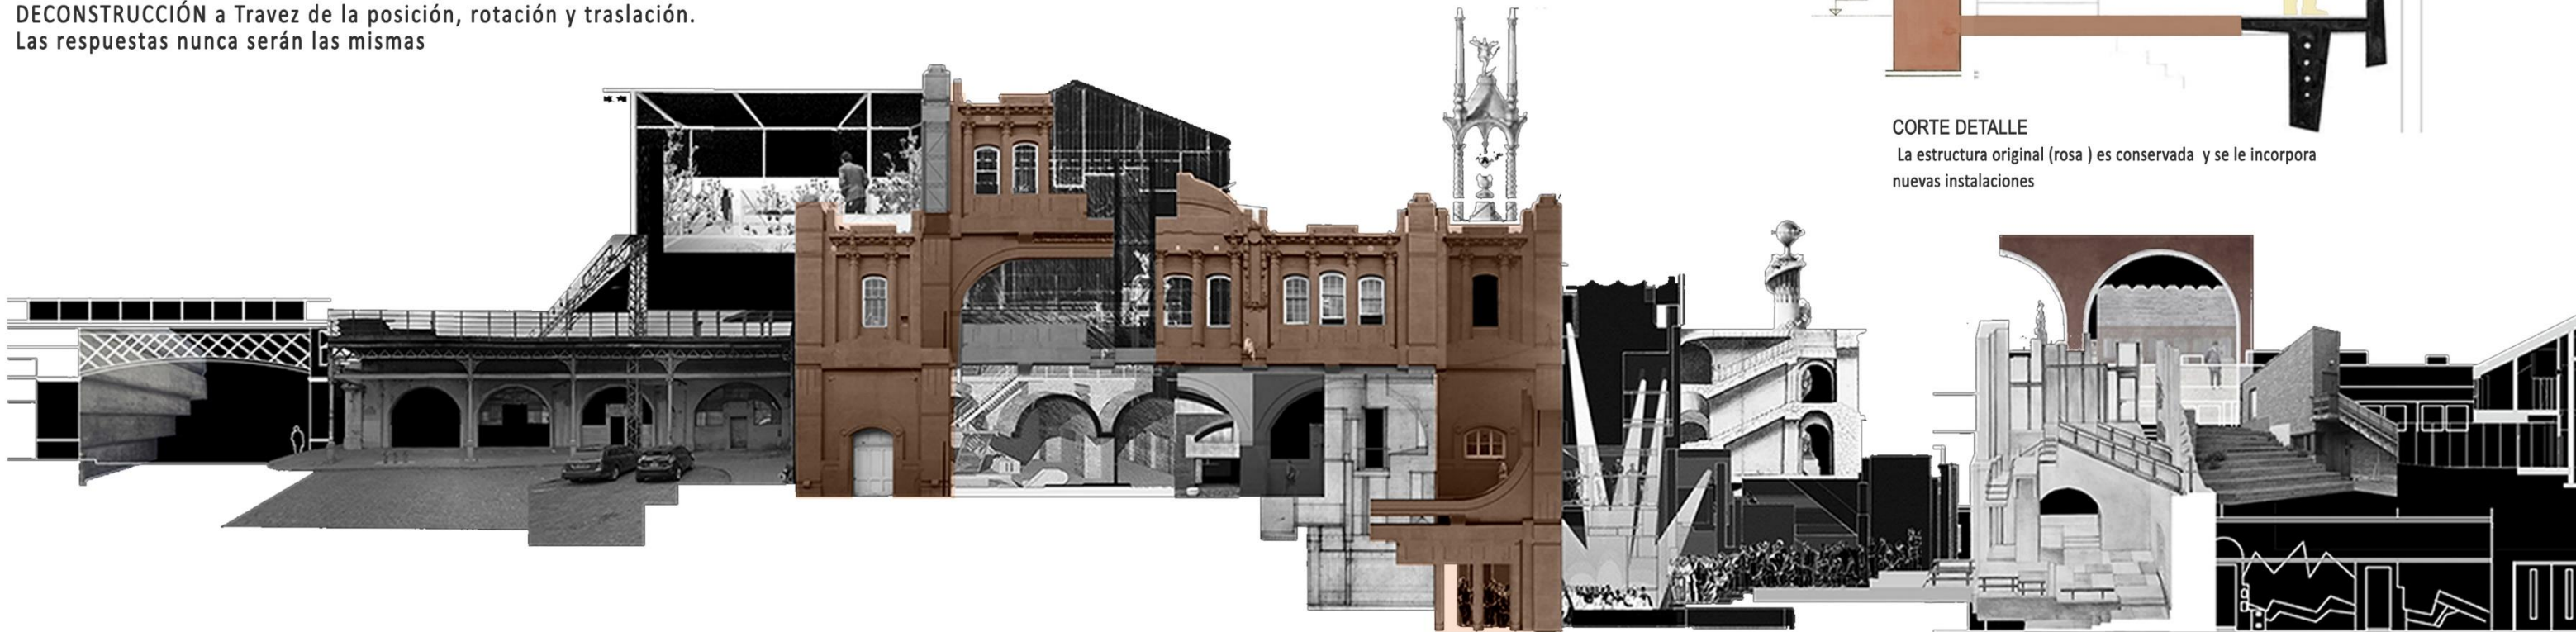 DECONSTRUCCIÓN a Travez de la posición, rotación y traslación.
Las respuestas nunca serán las mismas
CORTE DETALLE
La estructura original (rosa ) es conservada y se le incorpora
nuevas instalaciones